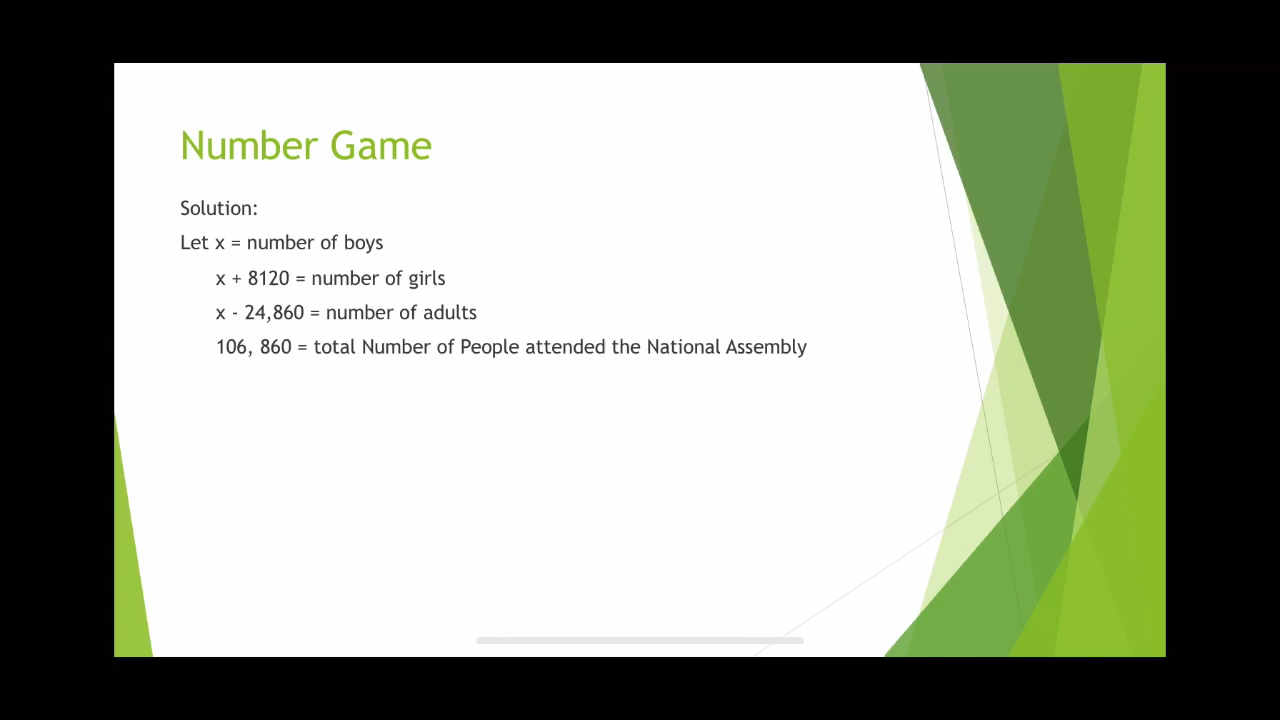 Number Game
Solution:
Let x = number of boys
x + 8120 = number of girls
x - 24,860 = number of adults
106, 860 = total Number of People attended the National Assembly